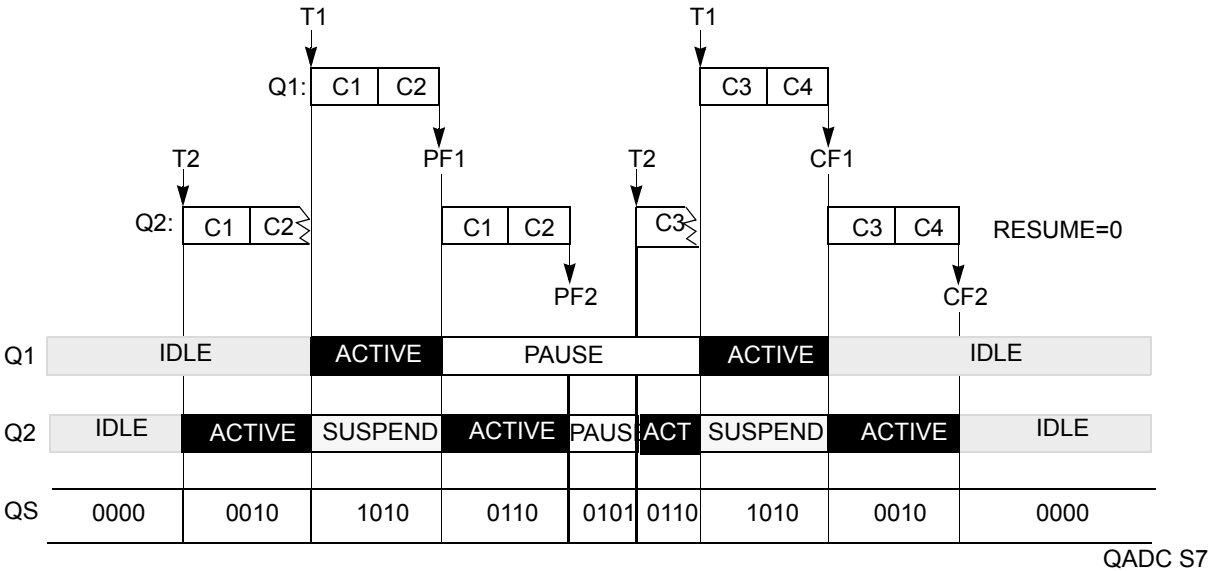 T1 T1
Q1: C1 C2 C3 C4
T2 PF1 T2 CF1
Q2: C1 C2 C1 C2 C3 C3 C4 RESUME=0
PF2 CF2
Q1 IDLE ACTIVE PAUSE ACTIVE IDLE
Q2 IDLE ACTIVE SUSPEND ACTIVE PAUSE ACT SUSPEND ACTIVE IDLE
QS 0000 0010 1010 0110 0101 0110 1010 0010 0000
QADC S7